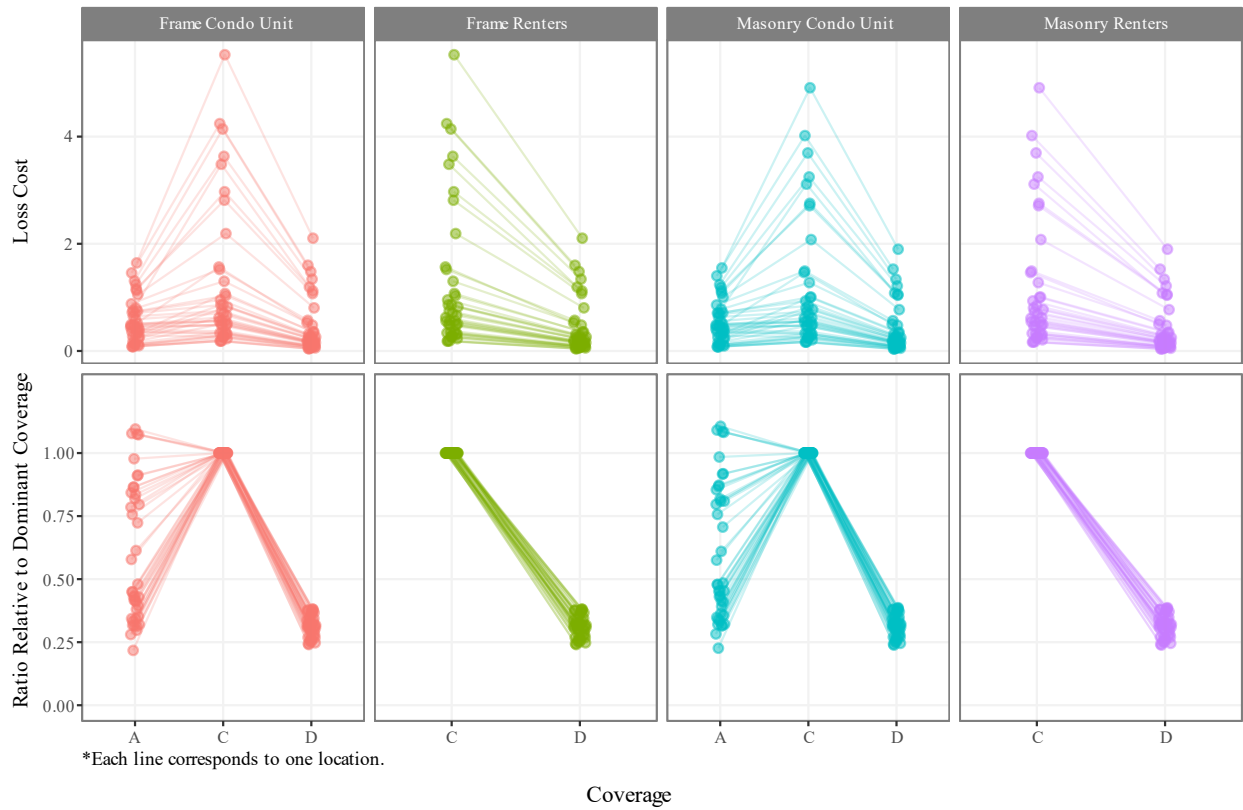 Frame Condo Unit
Frame Renters
Masonry Condo Unit
Masonry Renters
Loss Cost
4
2
0
Ratio Relative to Dominant Coverage
1.00
0.75
0.50
0.25
0.00
A C D
C D
A C D
C D
*Each line corresponds to one location.
Coverage